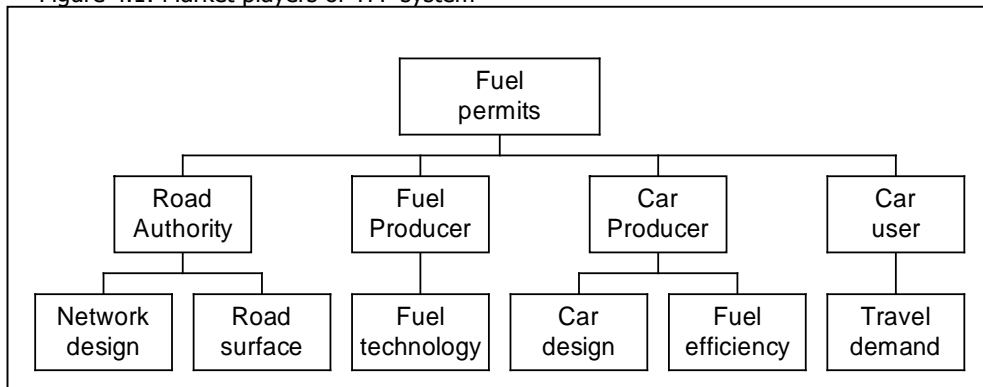 Figure 4.1. Market players of TFP system
Fuel
permits
Road
Authority
Fuel
Producer
Car
Producer
Car
user
Network
design
Road
surface
Fuel
technology
Car
design
Fuel
efficiency
Travel
demand